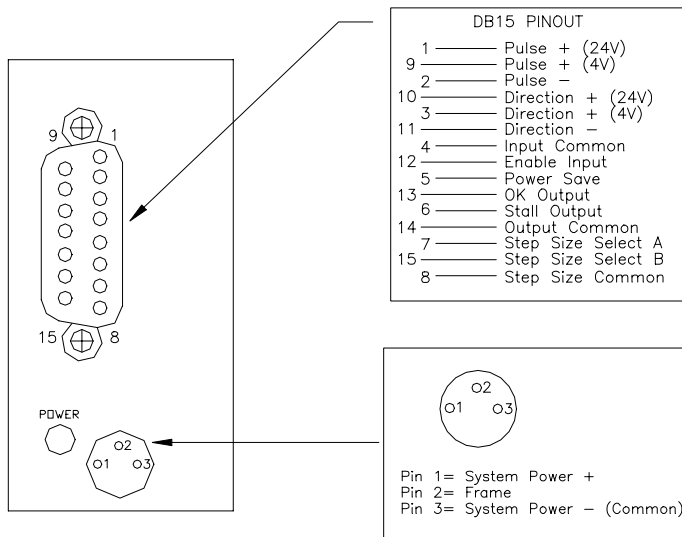 DB15 PINOUT
1 Pulse + (24V)
9 Pulse + (4V)
2 Pulse −
10 Direction + (24V)
3 Direction + (4V)
11 Direction −
4 Input Common
12 Enable Input
5 Power Save
13 OK Output
6 Stall Output
14 Output Common
7 Step Size Select A
15 Step Size Select B
8 Step Size Common
9 1
15 8
POWER
2
1 3
2
1 3
Pin 1= System Power +
Pin 2= Frame
Pin 3= System Power − (Common)